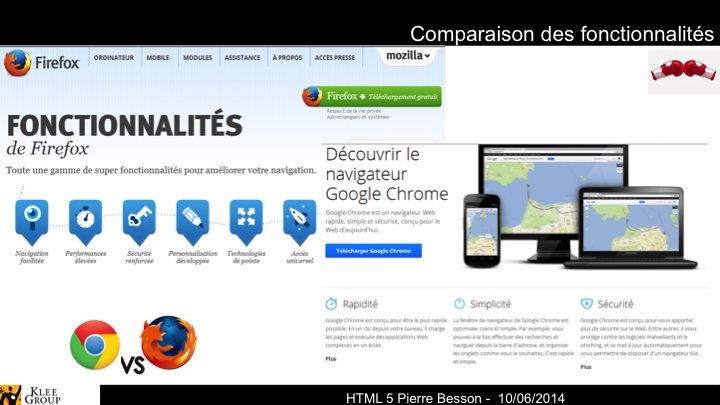 Comparaison des fonctionnalités
Firefox
ORDINATEUR MOBILE MODULES ASSISTANCE À PROPOS ACCÈS PRESSE
mozilla
Firefox Téléchargement gratuit
Respect de la vie privée
Autres langues et systèmes
FONCTIONNALITÉS
de Firefox
Toute une gamme de super fonctionnalités pour améliorer votre navigation.
Navigation
facilitée
Performances
élevées
Sécurité
renforcée
Personnalisation
développée
Technologies
de pointe
Accès
universel
Découvrir le
navigateur
Google Chrome
Google Chrome est un navigateur Web
rapide, simple et sécurisé, conçu pour le
Web d'aujourd'hui.
Télécharger Google Chrome
Rapidité
Google Chrome est conçu pour être le plus rapide
possible. En un clic depuis votre bureau, il charge
les pages et exécute des applications Web
complexes en un éclair.
Plus
Simplicité
La fenêtre de navigateur de Google Chrome est
optimisée, claire et simple. Par exemple, vous
pouvez à la fois effectuer des recherches et
naviguer depuis la barre d'adresse, et organiser
les onglets comme vous le souhaitez. C'est rapide
et simple.
Sécurité
Google Chrome est conçu pour vous apporter
plus de sécurité sur le Web. Entre autres, il vous
protège contre les logiciels malveillants et le
phishing, et se met à jour automatiquement pour
vous permettre de disposer d'un navigateur sûr.
Plus
VS
KLEE
GROUP
HTML 5 Pierre Besson - 10/06/2014